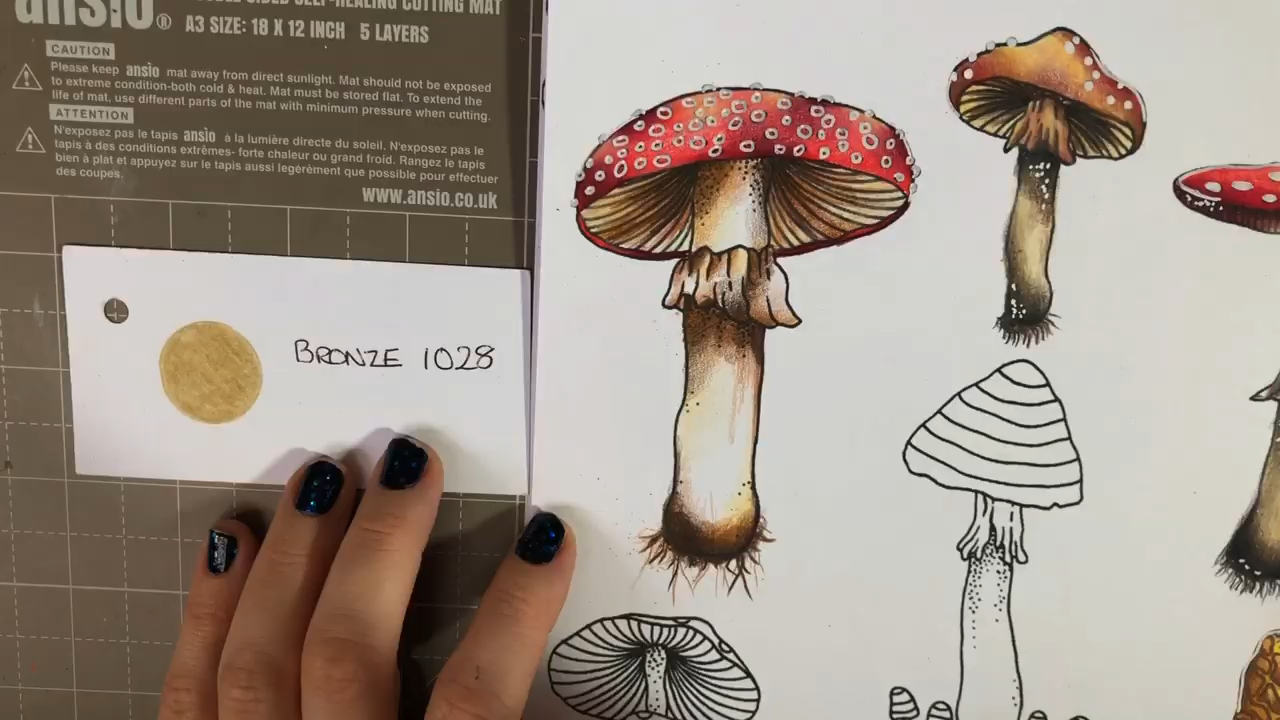 ansio®
SELF-HEALING CUTTING MAT
A3 SIZE: 18 X 12 INCH 5 LAYERS
CAUTION
Please keep ansio mat away from direct sunlight. Mat should not be exposed
to extreme condition-both cold & heat. Mat must be stored flat. To extend the
life of mat, use different parts of the mat with minimum pressure when cutting.
ATTENTION
N'exposez pas le tapis ansio à la lumière directe du soleil. N'exposez pas le
tapis à des conditions extrêmes- forte chaleur ou grand froid. Rangez le tapis
bien à plat et appuyez sur le tapis aussi legèrement que possible pour effectuer
des coupes.
www.ansio.co.uk
BRONZE 1028